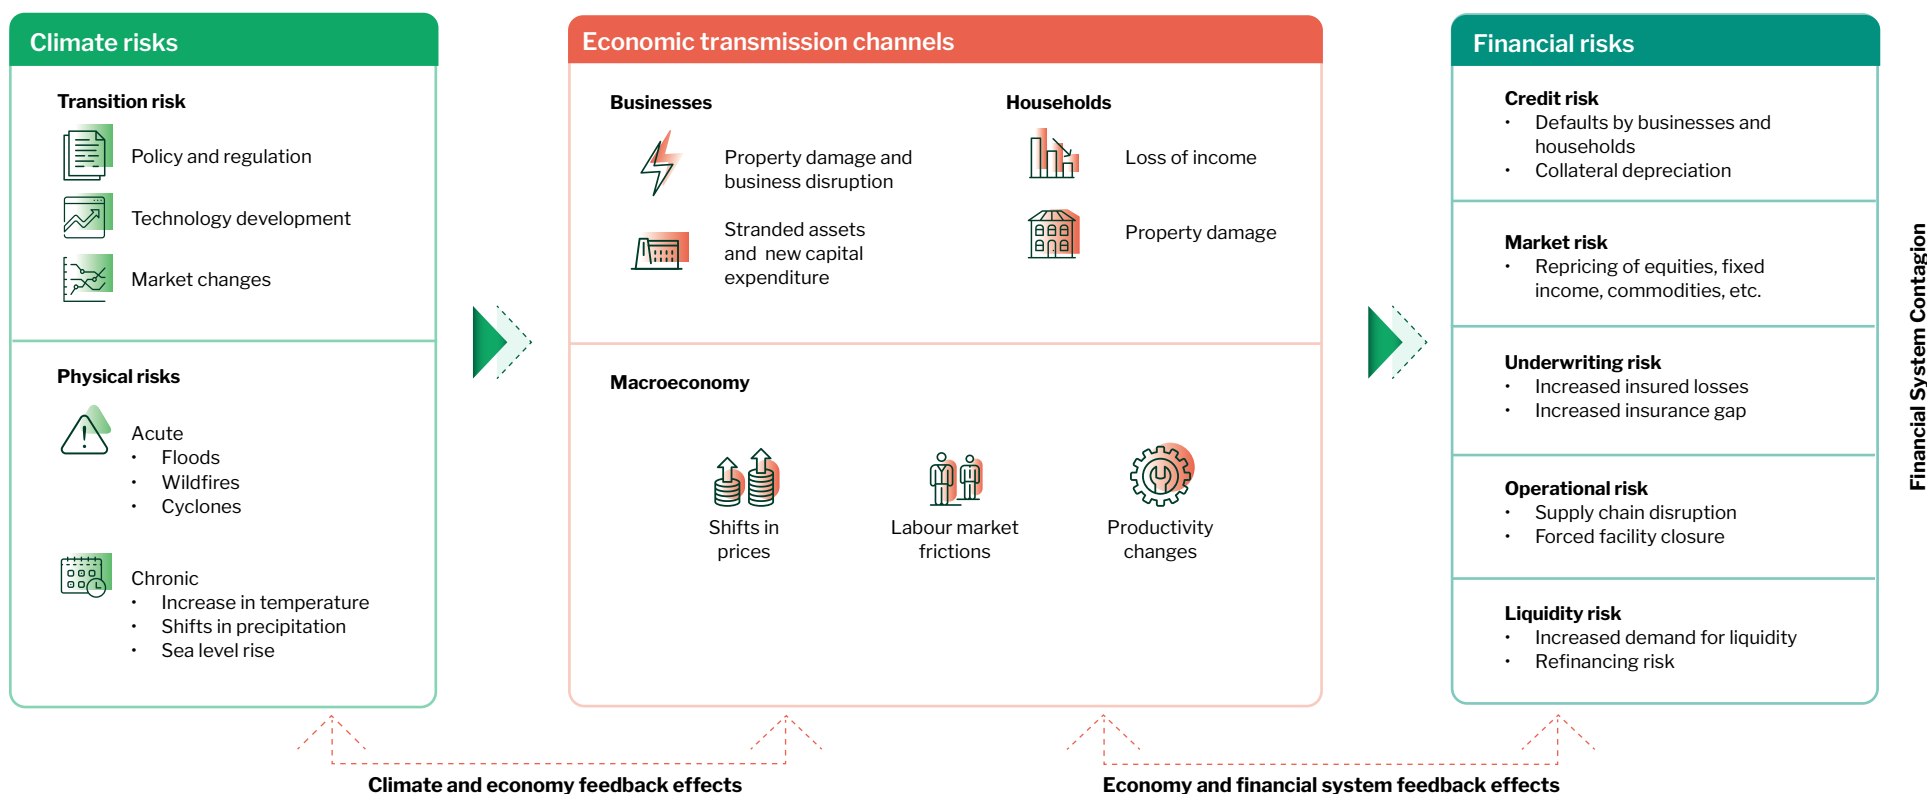 Climate risks
Transition risk
Policy and regulation
Technology development
Market changes
Physical risks
Acute
• Floods
• Wildfires
• Cyclones
Chronic
• Increase in temperature
• Shifts in precipitation
• Sea level rise
Economic transmission channels
Businesses
Property damage and
business disruption
Stranded assets
and new capital
expenditure
Households
Loss of income
Property damage
Macroeconomy
Shifts in
prices
Labour market
frictions
Productivity
changes
Financial risks
Credit risk
• Defaults by businesses and
households
• Collateral depreciation
Market risk
• Repricing of equities, fixed
income, commodities, etc.
Underwriting risk
• Increased insured losses
• Increased insurance gap
Operational risk
• Supply chain disruption
• Forced facility closure
Liquidity risk
• Increased demand for liquidity
• Refinancing risk
Financial System Contagion
Climate and economy feedback effects
Economy and financial system feedback effects